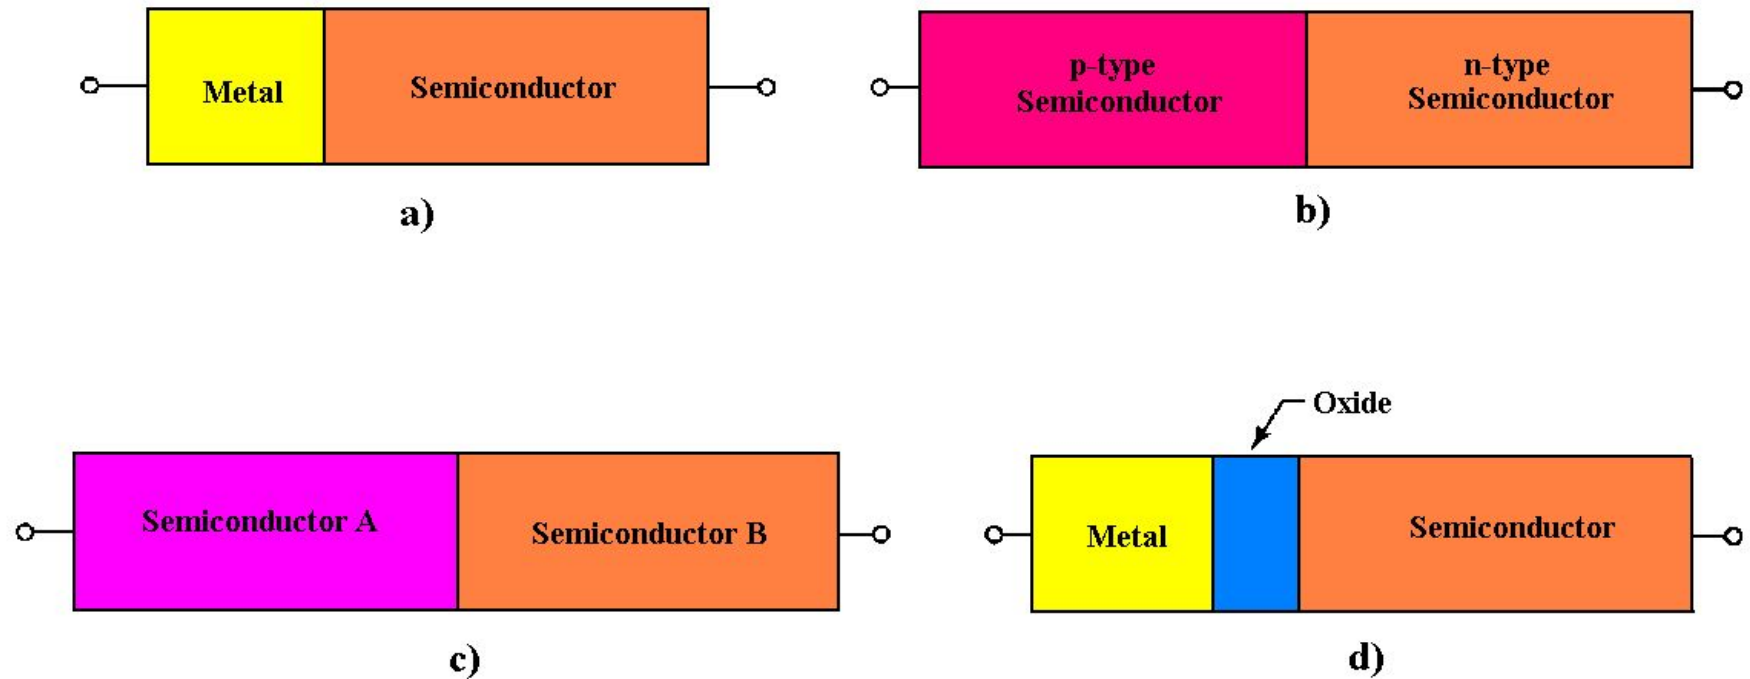 Metal
Semiconductor
a)
p-type
Semiconductor
n-type
Semiconductor
b)
Semiconductor A
Semiconductor B
c)
Oxide
Metal
Semiconductor
d)